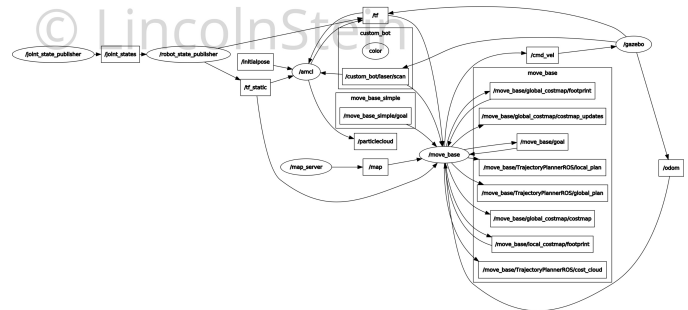 © LincolnStein
/tf
custom_bot
color
/gazebo
/joint_state_publisher
/joint_states
/robot_state_publisher
/cmd_vel
/initialpose
/amcl
/custom_bot/laser/scan
move_base
/tf_static
/move_base/global_costmap/footprint
move_base_simple
/move_base_simple/goal
/move_base/global_costmap/costmap_updates
/particlecloud
/move_base/goal
/move_base
/map_server
/map
/move_base/TrajectoryPlannerROS/local_plan
/odom
/move_base/TrajectoryPlannerROS/global_plan
/move_base/global_costmap/costmap
/move_base/local_costmap/footprint
/move_base/TrajectoryPlannerROS/cost_cloud